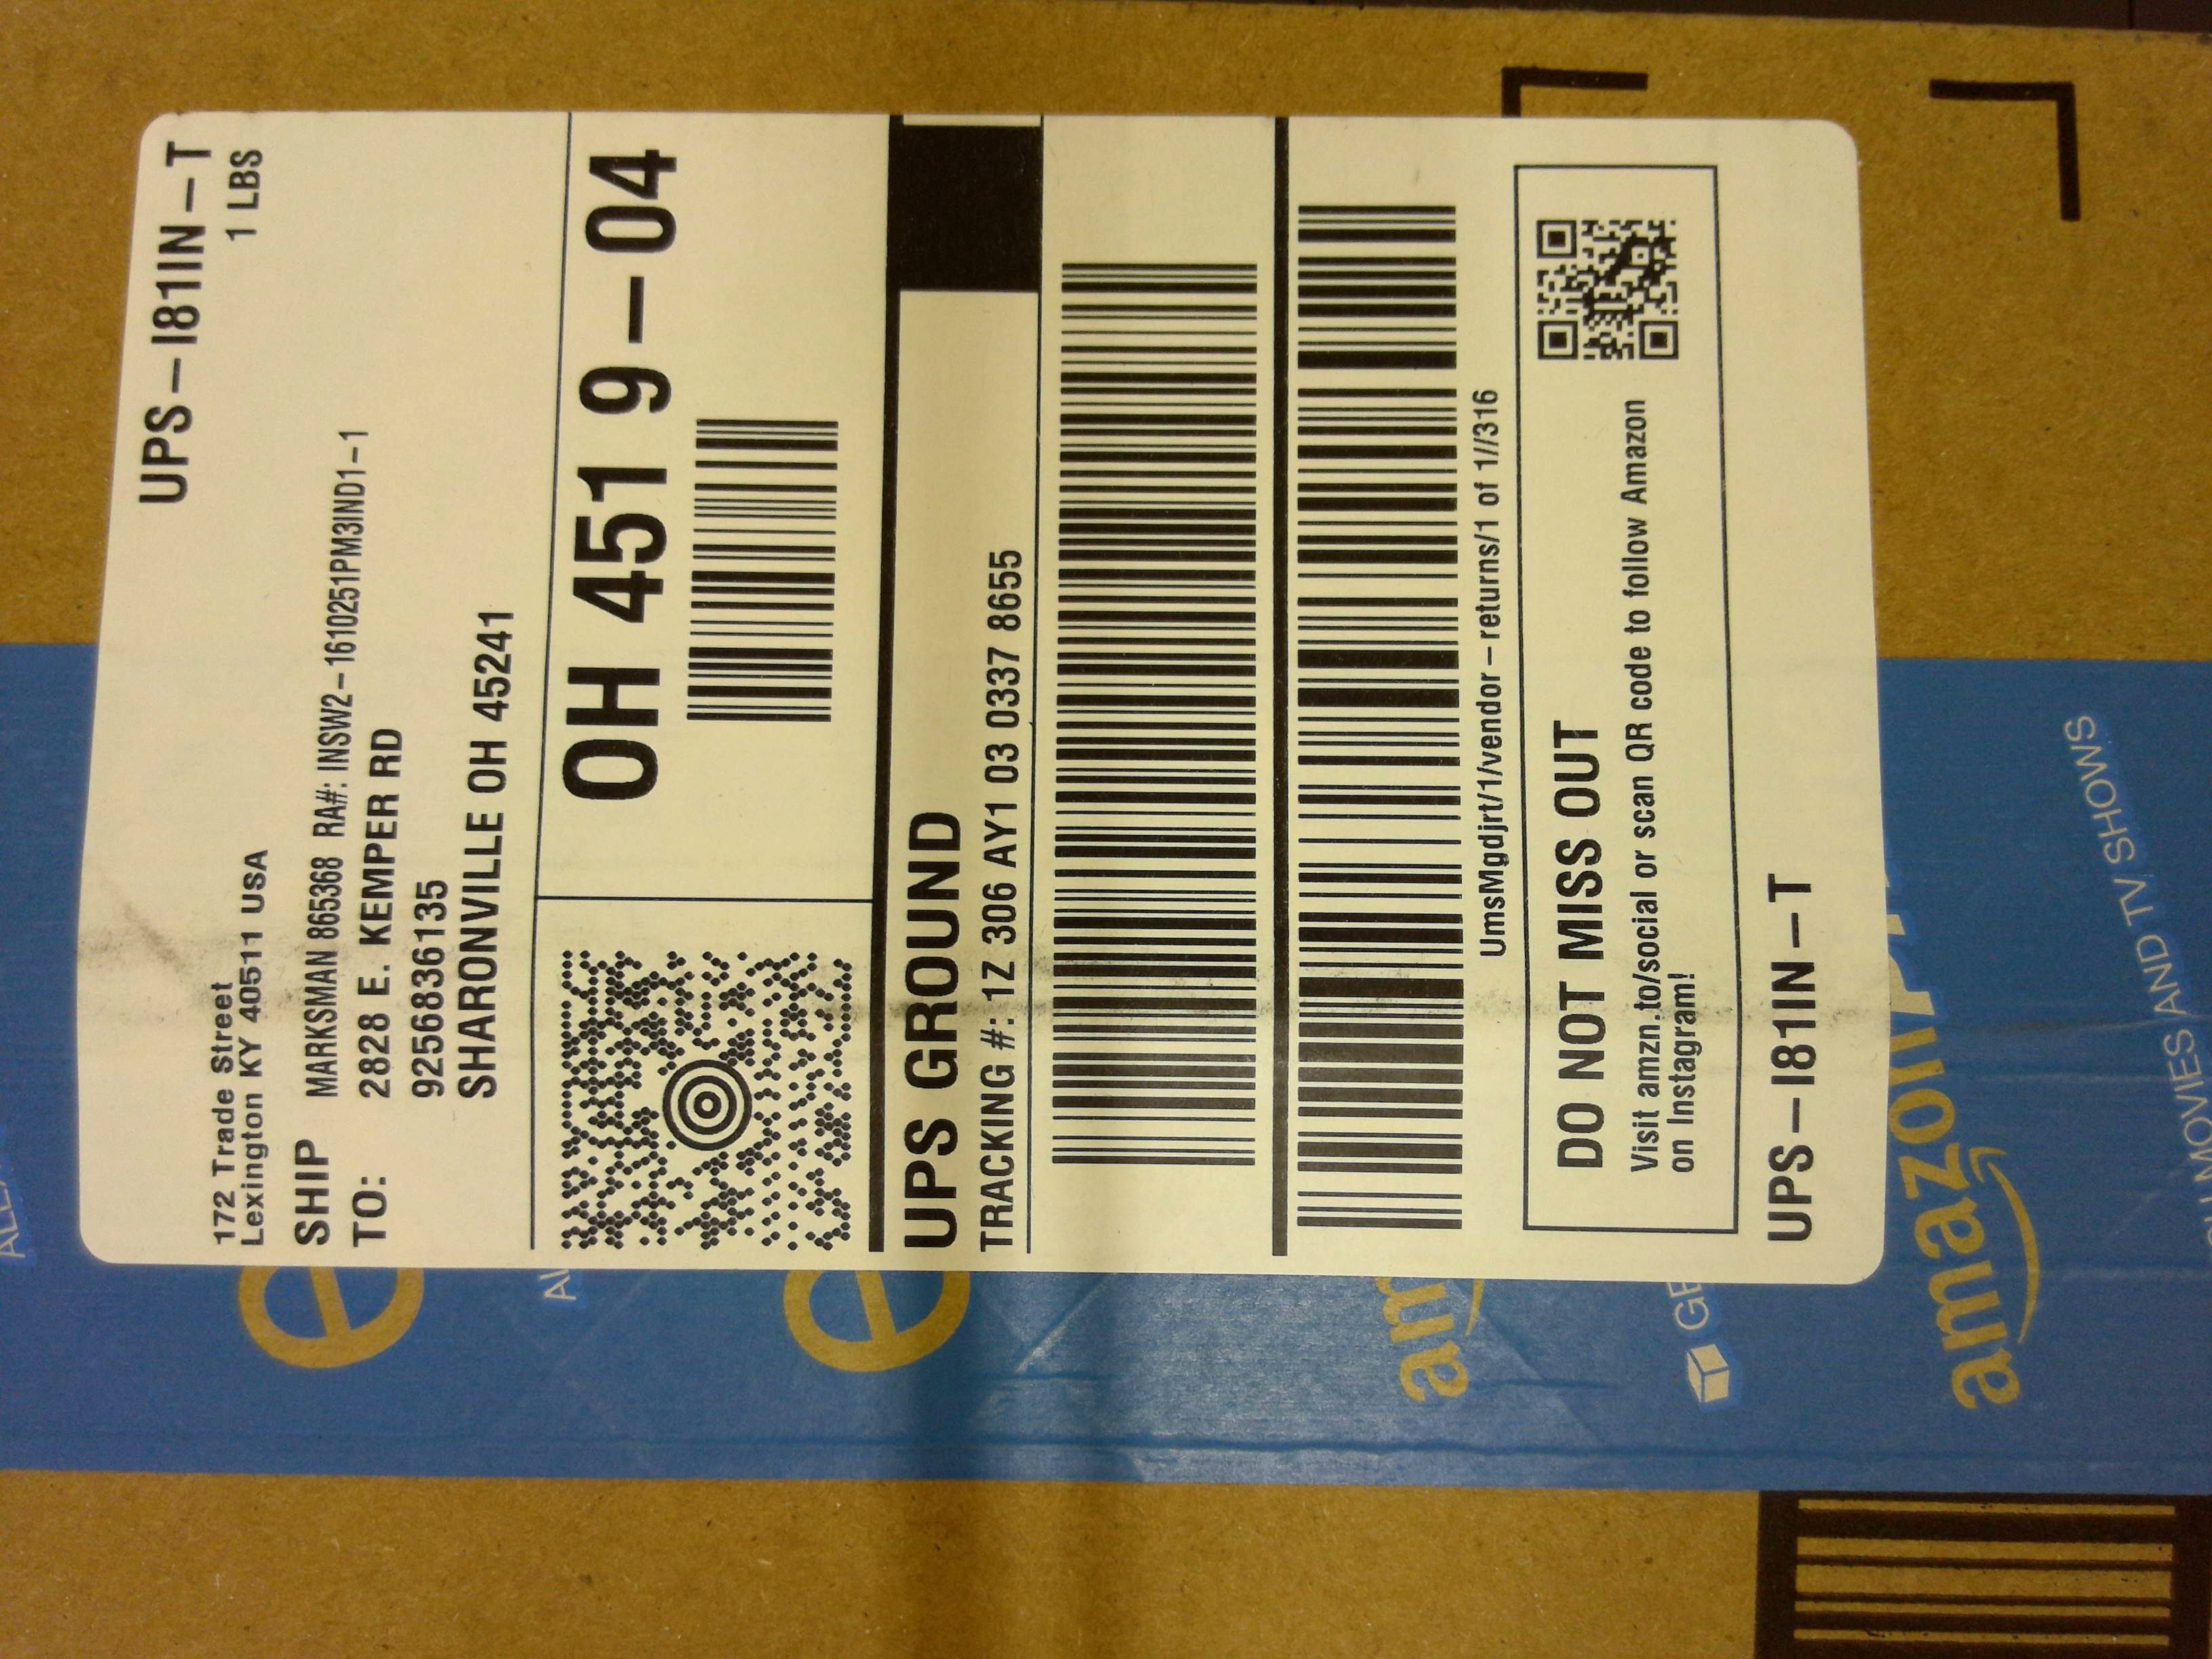 UPS-I81IN-T
1 LBS
172 Trade Street
Lexington KY 40511 USA
SHIP
TO:
MARKSMAN 865368 RA#: INSW2-1610251PM3IND1-1
2828 E. KEMPER RD
9256836135
SHARONVILLE OH 45241
OH 451 9-04
UPS GROUND
TRACKING #: 1Z 306 AY1 03 0337 8655
UmsMgdjrt/1/vendor-returns/1 of 1//316
DO NOT MISS OUT
Visit amzn.to/social or scan QR code to follow Amazon
on Instagram!
UPS-I81IN-T
amazon
MOVIES AND TV SHOWS